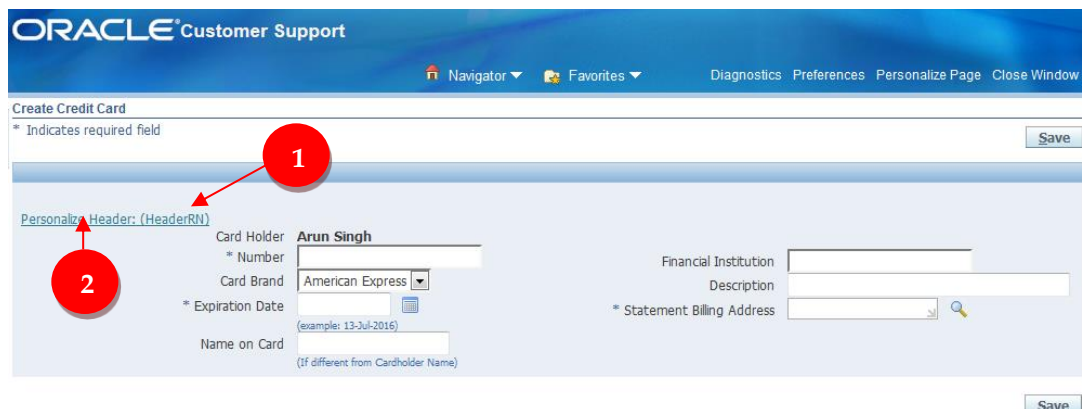 ORACLE® Customer Support
Navigator Favorites Diagnostics Preferences Personalize Page Close Window
Create Credit Card
* Indicates required field
Save
1
Personalize Header: (HeaderRN)
Card Holder Arun Singh
* Number
Financial Institution
Card Brand American Express
Description
2
* Expiration Date
* Statement Billing Address
(example: 13-Jul-2016)
Name on Card
(If different from Cardholder Name)
Save